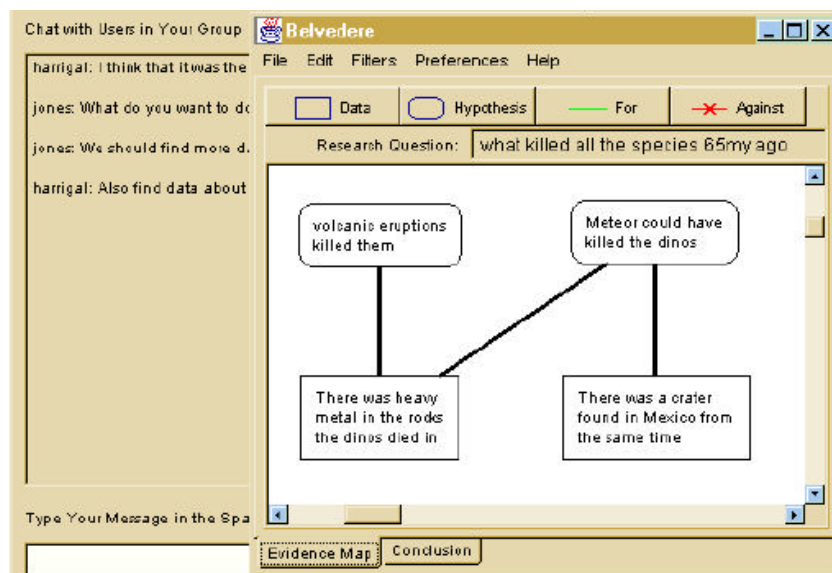 Chat with Users in Your Group
harrigal: I think that it was the
jones: What do you want to do
jones: We should find more d.
harrigal: Also find data about
Type Your Message in the Spa
Belvedere
File Edit Filters Preferences Help
Data Hypothesis For Against
Research Question: what killed all the species 65my ago
volcanic eruptions
killed them
Meteor could have
killed the dinos
There was heavy
metal in the rocks
the dinos died in
There was a crater
found in Mexico from
the same time
Evidence Map Conclusion